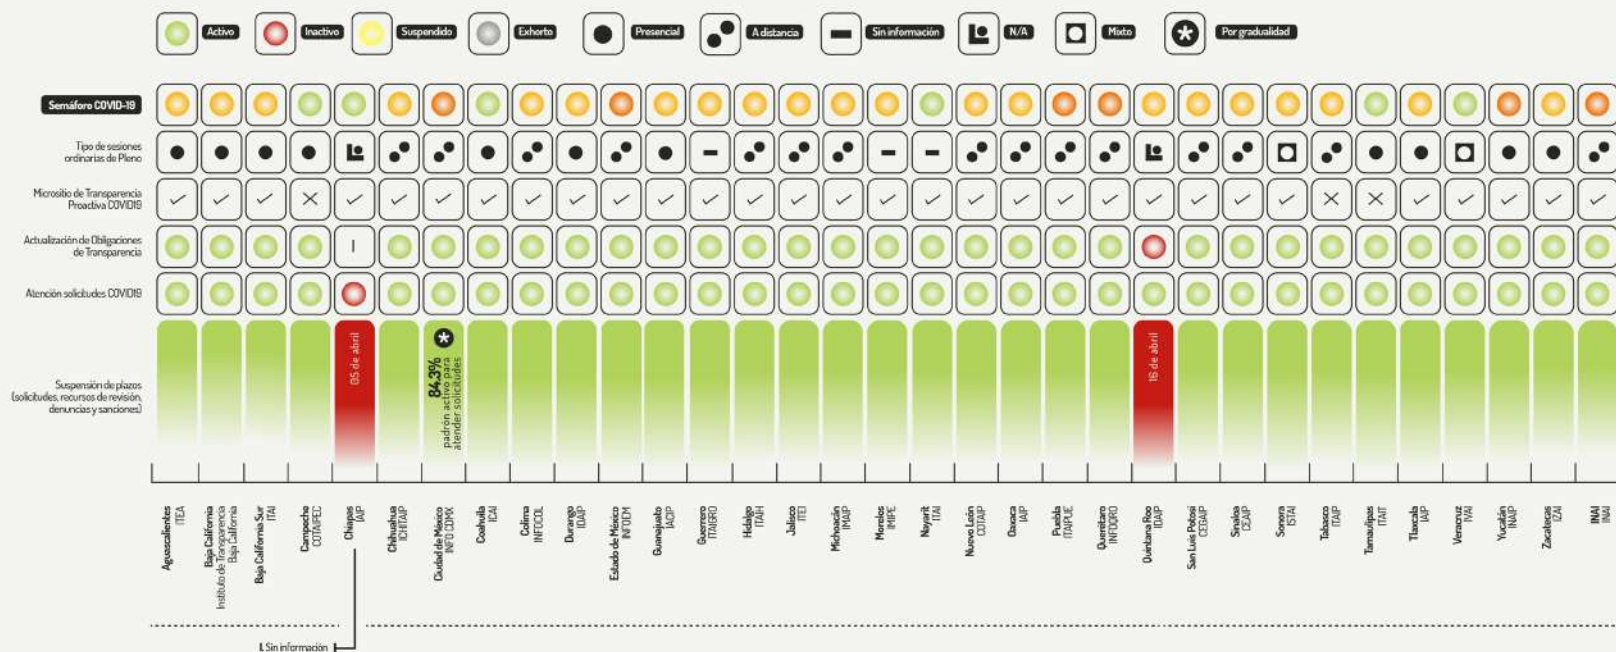 Activo
Inactivo
Suspendido
Exhorto
Presencial
A distancia
Sin información
N/A
Mixto
Por gradualidad
Semáforo COVID-19
Tipo de sesiones
ordinarias de Pleno
Micrositio de Transparencia
Proactiva COVID19
Actualización de Obligaciones
de Transparencia
I
Atención solicitudes COVID19
Suspensión de plazos
(solicitudes, recursos de revisión,
denuncias y sanciones)
05 de abril
84.3%
padrón activo para
atender solicitudes
16 de abril
Aguascalientes
ITEA
Baja California
Instituto de Transparencia
Baja California
Baja California Sur
ITAI
Campeche
COTAIPEC
Chiapas
IAIP
Chihuahua
ICHITAIP
Ciudad de México
INFO CDMX
Coahuila
ICAI
Colima
INFOCOL
Durango
IDAIP
Estado de México
INFOEM
Guanajuato
IACIP
Guerrero
ITAIGRO
Hidalgo
ITAIH
Jalisco
ITEI
Michoacán
IMAIP
Morelos
IMIPE
Nayarit
ITAI
Nuevo León
COTAIP
Oaxaca
IAIP
Puebla
ITAIPUE
Querétaro
INFOQRO
Quintana Roo
IDAIP
San Luis Potosí
CEGAIP
Sinaloa
CEAIP
Sonora
ISTAI
Tabasco
ITAIP
Tamaulipas
ITAIT
Tlaxcala
IAIP
Veracruz
IVAI
Yucatán
INAIP
Zacatecas
IZAI
INAI
INAI
I. Sin información